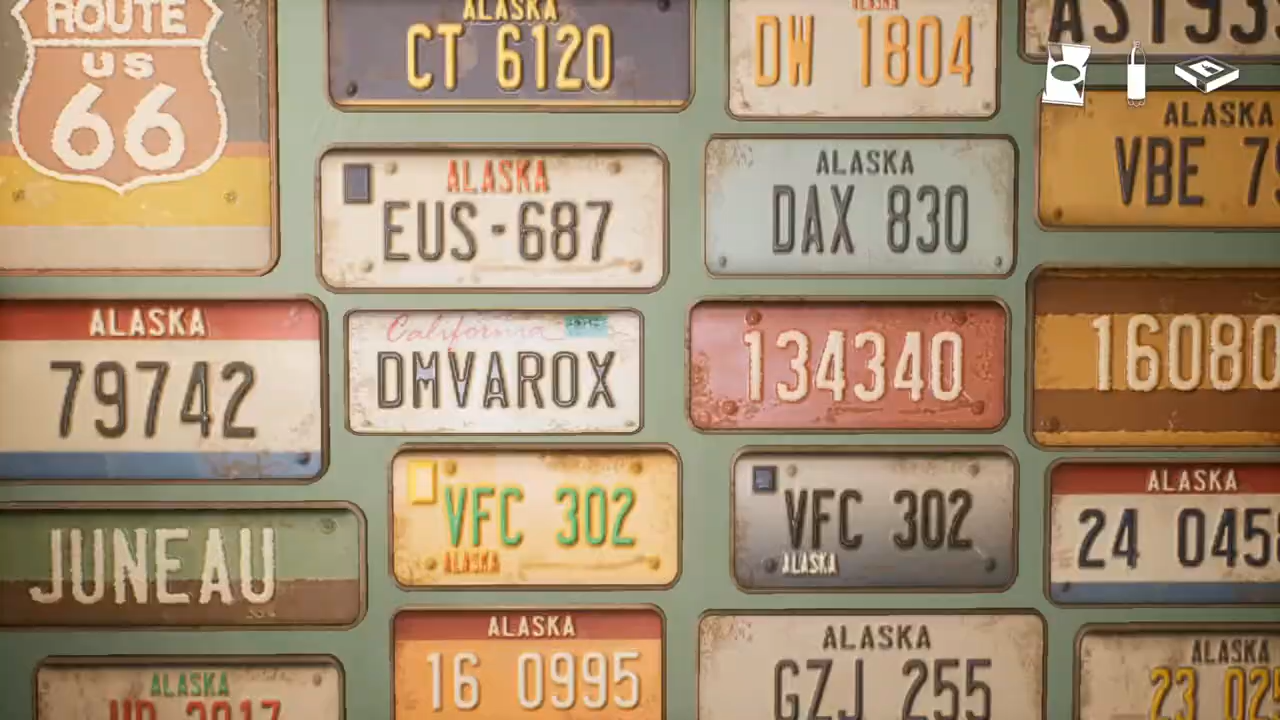 ROUTE
US
66
ALASKA
CT 6120
ALASKA
DW 1804
ALASKA
EUS-687
ALASKA
DAX 830
ALASKA
VBE
ALASKA
79742
California
DMVAROX
134340
JUNEAU
VFC 302
ALASKA
VFC 302
ALASKA
ALASKA
ALASKA
16 0995
ALASKA
GZJ 255
ALASKA
ALASKA